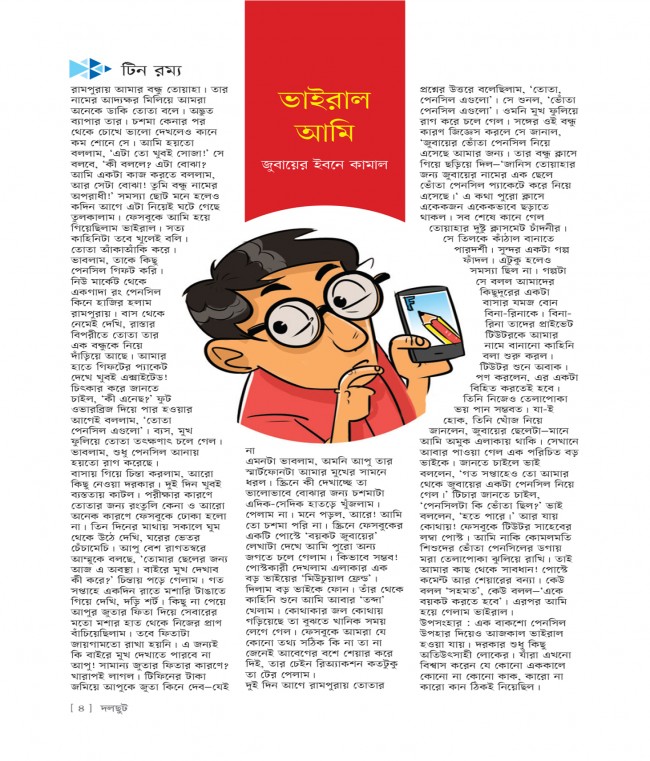 টিন রম্য
ভাইরাল
আমি
জুবায়ের ইবনে কামাল
রামপুরায় আমার বন্ধু তোয়াহা। তার
নামের আদ্যক্ষর মিলিয়ে আমরা
অনেকে ডাকি তোতা বলে। অদ্ভুত
ব্যাপার তার। চশমা কেনার পর
থেকে চোখে ভালো দেখলেও কানে
কম শোনে সে। আমি হয়তো
বললাম, ‘এটা তো খুবই সোজা!’ সে
বলবে, ‘কী বললে? এটা বোঝা?
আমি একটা কাজ করতে বললাম,
আর সেটা বোঝা! তুমি বন্ধু নামের
অপরাধী!’ সমস্যা ছোট মনে হলেও
কদিন আগে এটা নিয়েই ঘটে গেছে
তুলকালাম। ফেসবুকে আমি হয়ে
গিয়েছিলাম ভাইরাল। সত্য
কাহিনিটা তবে খুলেই বলি।
তোতা আঁকাআঁকি করে।
ভাবলাম, তাকে কিছু
পেনসিল গিফট করি।
নিউ মার্কেট থেকে
একগাদা রং পেনসিল
কিনে হাজির হলাম
রামপুরায়। বাস থেকে
নেমেই দেখি, রাস্তার
বিপরীতে তোতা তার
এক বন্ধুকে নিয়ে
দাঁড়িয়ে আছে। আমার
হাতে গিফটের প্যাকেট
দেখে খুবই এক্সাইটেড!
চিৎকার করে জানতে
চাইল, ‘কী এনেছ?’ ফুট
ওভারব্রিজ দিয়ে পার হওয়ার
আগেই বললাম, ‘তোতা
পেনসিল এগুলো’। ব্যস, মুখ
ফুলিয়ে তোতা তৎক্ষণাৎ চলে গেল।
ভাবলাম, শুধু পেনসিল আনায়
হয়তো রাগ করেছে।
বাসায় গিয়ে চিন্তা করলাম, আরো
কিছু নেওয়া দরকার। দুই দিন খুবই
ব্যস্ততায় কাটল। পরীক্ষার কারণে
তোতার জন্য রংতুলি কেনা ও আরো
অনেক কারণে ফেসবুকে ঢোকা হলো
না। তিন দিনের মাথায় সকালে ঘুম
থেকে উঠে দেখি, ঘরের ভেতর
চেঁচামেচি। আপু বেশ রাগতস্বরে
আম্মুকে বলছে, ‘তোমার ছেলের জন্য
আজ এ অবস্থা। বাইরে মুখ দেখাব
কী করে?’ চিন্তায় পড়ে গেলাম। গত
সপ্তাহে একদিন রাতে মশারি টাঙাতে
গিয়ে দেখি, দড়ি শর্ট। কিছু না পেয়ে
আপুর জুতার ফিতা দিয়ে সেবারের
মতো মশার হাত থেকে নিজের প্রাণ
বাঁচিয়েছিলাম। তবে ফিতাটা
জায়গামতো রাখা হয়নি। এ জন্যই
কি বাইরে মুখ দেখাতে পারবে না
আপু! সামান্য জুতার ফিতার কারণে?
খারাপই লাগল। টিফিনের টাকা
জমিয়ে আপুকে জুতা কিনে দেব–যেই
না
এমনটা ভাবলাম, অমনি আপু তার
স্মার্টফোনটা আমার মুখের সামনে
ধরল। স্ক্রিনে কী দেখাচ্ছে তা
ভালোভাবে বোঝার জন্য চশমাটা
এদিক-সেদিক হাতড়ে খুঁজলাম।
পেলাম না। মনে পড়ল, আরে! আমি
তো চশমা পরি না। স্ক্রিনে ফেসবুকের
একটি পোস্টে ‘বয়কট জুবায়ের’
লেখাটা দেখে আমি পুরো অন্য
জগতে চলে গেলাম। কিভাবে সম্ভব!
পোস্টকারী দেখলাম এলাকার এক
বড় ভাইয়ের ‘মিউচুয়াল ফ্রেন্ড’।
দিলাম বড় ভাইকে ফোন। তাঁর থেকে
কাহিনি শুনে আমি আবার ‘তব্দা’
খেলাম। কোথাকার জল কোথায়
গড়িয়েছে তা বুঝতে খানিক সময়
লেগে গেল। ফেসবুকে আমরা যে
কোনো তথ্য সঠিক কি না তা না
জেনেই আবেগের বশে শেয়ার করে
দিই, তার চেইন রিঅ্যাকশন কতটুকু
তা টের পেলাম।
দুই দিন আগে রামপুরায় তোতার
প্রশ্নের উত্তরে বলেছিলাম, ‘তোতা,
পেনসিল এগুলো’। সে শুনল, ‘ভোঁতা
পেনসিল এগুলো’। ওমনি মুখ ফুলিয়ে
রাগ করে চলে গেল। সঙ্গের ওই বন্ধু
কারণ জিজ্ঞেস করলে সে জানাল,
‘জুবায়ের ভোঁতা পেনসিল নিয়ে
এসেছে আমার জন্য। তার বন্ধু ক্লাসে
গিয়ে ছড়িয়ে দিল–‘জানিস তোয়াহার
জন্য জুবায়ের নামের এক ছেলে
ভোঁতা পেনসিল প্যাকেটে করে নিয়ে
এসেছে।’ এ কথা পুরো ক্লাসে
একেকজন একেকভাবে ছড়াতে
থাকল। সব শেষে কানে গেল
তোয়াহার দুষ্টু ক্লাসমেট চাঁদনীর।
সে তিলকে কাঁঠাল বানাতে
পারদর্শী। সুন্দর একটা গল্প
ফাঁদল। এটুকু হলেও
সমস্যা ছিল না। গল্পটা
সে বলল আমাদের
কিছুদূরের একটা
বাসার যমজ বোন
বিনা-রিনাকে। বিনা-
রিনা তাদের প্রাইভেট
টিউটরকে আমার
নামে বানানো কাহিনি
বলা শুরু করল।
টিউটর শুনে অবাক।
পণ করলেন, এর একটা
বিহিত করতেই হবে।
তিনি নিজেও তেলাপোকা
ভয় পান সম্ভবত। যা-ই
হোক, তিনি খোঁজ নিয়ে
জানলেন, জুবায়ের ছেলেটা—মানে
আমি অমুক এলাকায় থাকি। সেখানে
আবার পাওয়া গেল এক পরিচিত বড়
ভাইকে। জানতে চাইলে ভাই
বললেন, ‘গত সপ্তাহেও তো আমার
থেকে জুবায়ের একটা পেনসিল নিয়ে
গেল।’ টিচার জানতে চাইল,
‘পেনসিলটা কি ভোঁতা ছিল?’ ভাই
বললেন, ‘হতে পারে।’ আর যায়
কোথায়! ফেসবুকে টিউটর সাহেবের
লম্বা পোস্ট। আমি নাকি কোমলমতি
শিশুদের ভোঁতা পেনসিলের ডগায়
মরা তেলাপোকা ঝুলিয়ে রাখি। তাই
আমার কাছ থেকে সাবধান! পোস্টে
কমেন্ট আর শেয়ারের বন্যা। কেউ
বলল ‘সহমত’, কেউ বলল–‘একে
বয়কট করতে হবে’। এরপর আমি
হয়ে গেলাম ভাইরাল।
উপসংহার : এক বাকশো পেনসিল
উপহার দিয়েও আজকাল ভাইরাল
হওয়া যায়। দরকার শুধু কিছু
অতিউৎসাহী লোকের। যাঁরা এখনো
বিশ্বাস করেন যে কোনো এককালে
কোনো না কোনো কাক, কারো না
কারো কান ঠিকই নিয়েছিল।
[ ৪ ] দলছুট